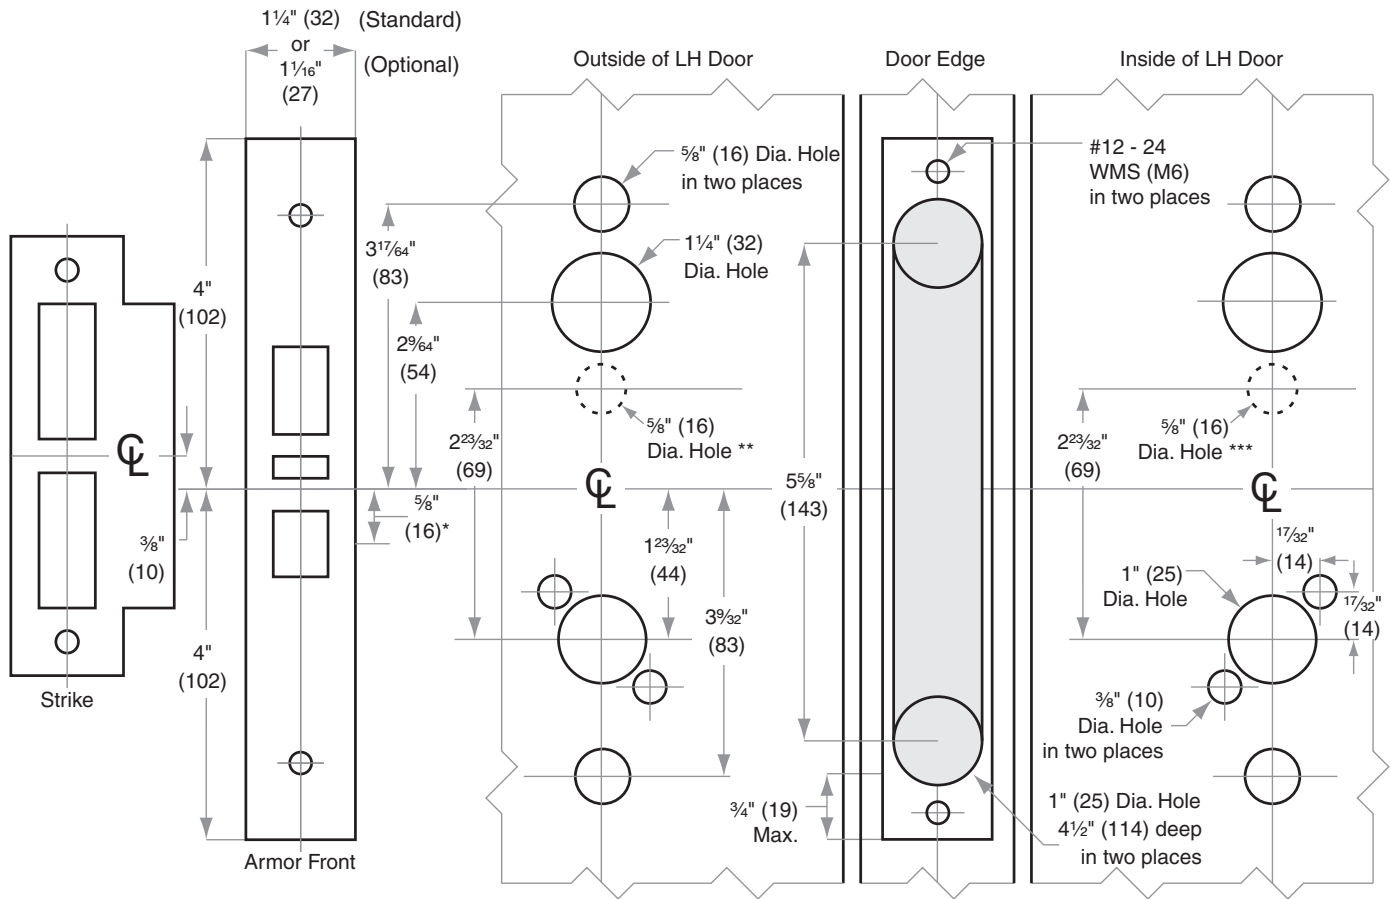 1¼" (32) (Standard)
or
1¹⁄₁₆" (Optional)
(27)
Outside of LH Door
Door Edge
Inside of LH Door
⅝" (16) Dia. Hole
in two places
#12 - 24
WMS (M6)
in two places
3¹⁷⁄₆₄"
(83)
1¼" (32)
Dia. Hole
4"
(102)
2⁹⁄₆₄"
(54)
⅝" (16)
Dia. Hole **
⅝" (16)
Dia. Hole ***
2²³⁄₃₂"
(69)
2²³⁄₃₂"
(69)
CL
CL
CL
5⅝"
(143)
⅝"
(16)*
⅜"
(10)
1²³⁄₃₂"
(44)
¹⁷⁄₃₂"
(14)
1" (25)
Dia. Hole
¹⁷⁄₃₂"
(14)
3⁹⁄₃₂"
(83)
4"
(102)
Strike
⅜" (10)
Dia. Hole
in two places
¾" (19)
Max.
1" (25) Dia. Hole
4½" (114) deep
in two places
Armor Front